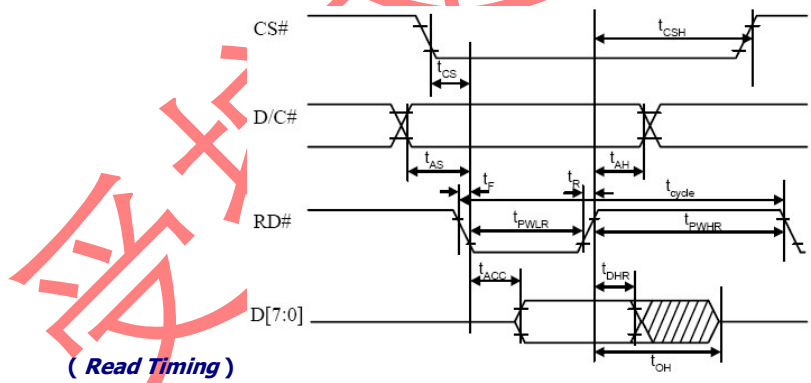 CS#
tCSH
tCS
D/C#
tAS
tAH
tF
tR
tcycle
RD#
tPWLR
tPWHR
tACC
tDHR
D[7:0]
tOH
( Read Timing )